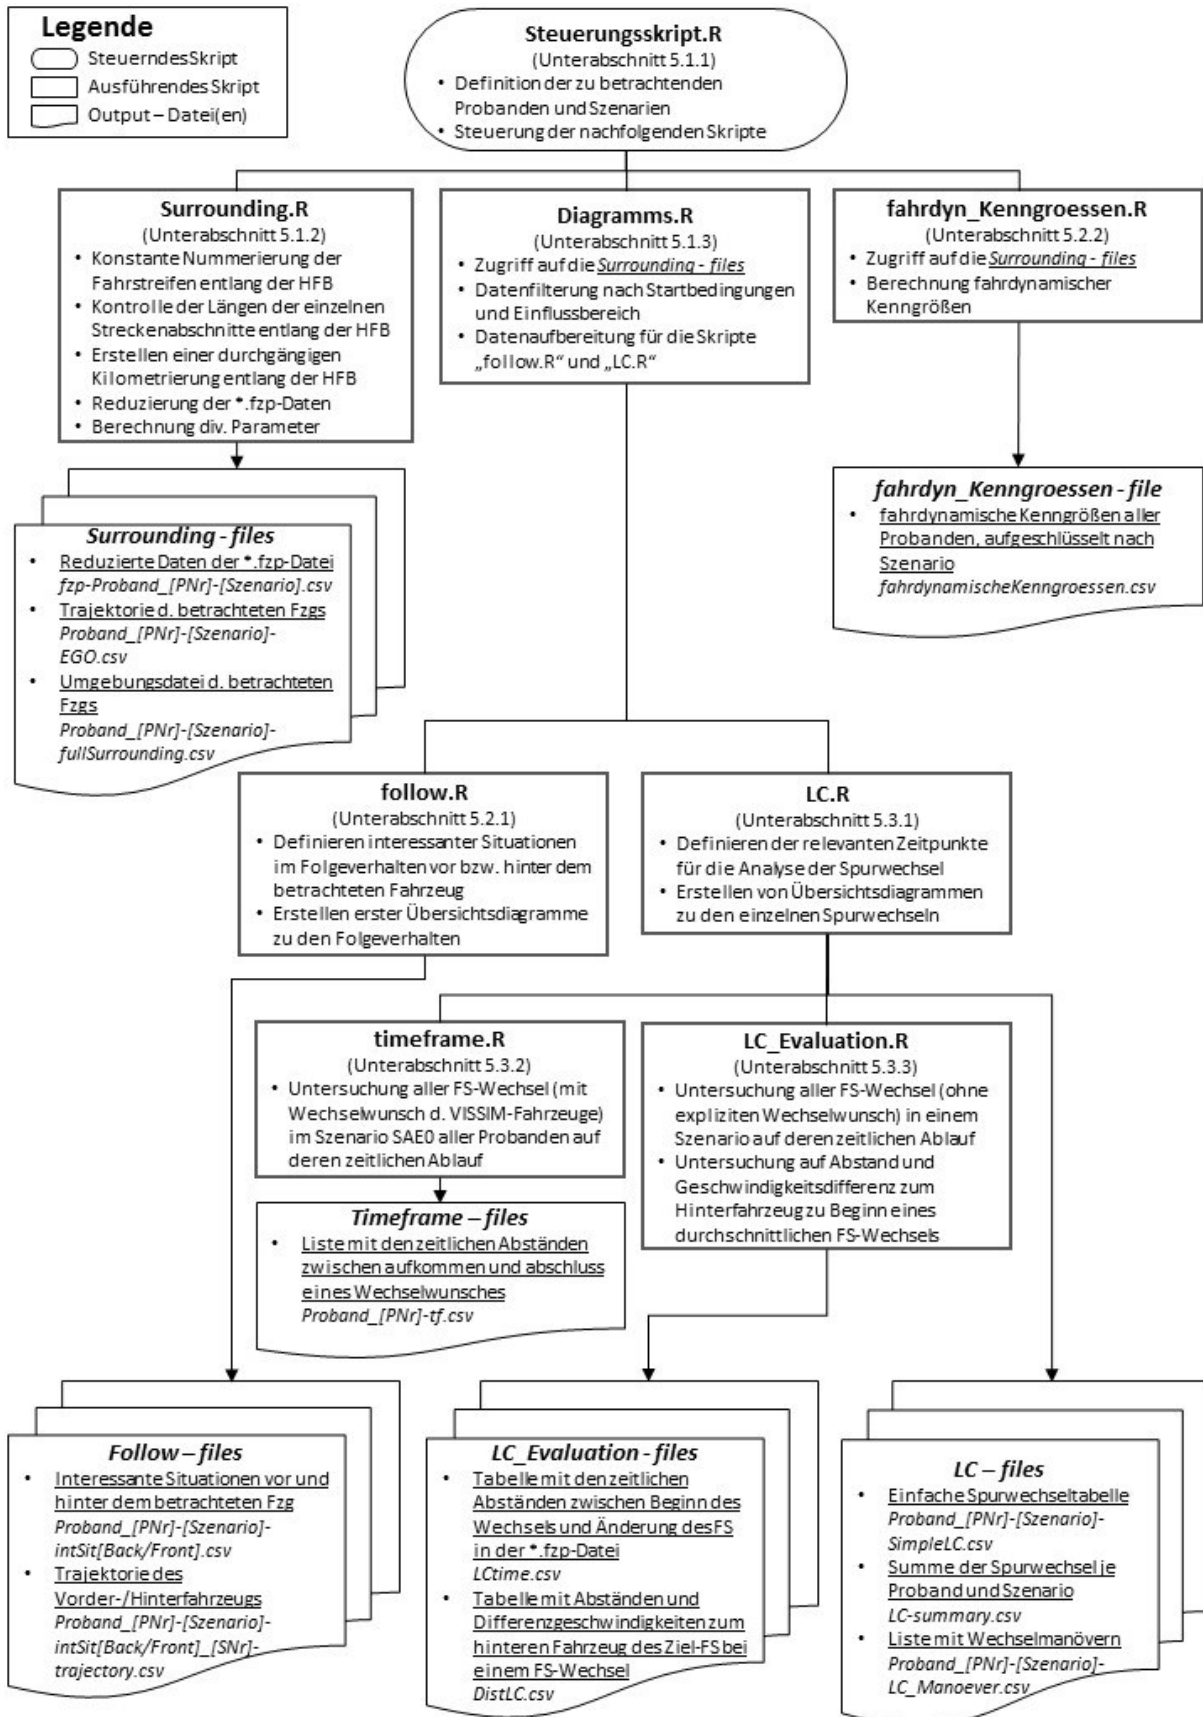 Legende
Steuerndes Skript
Ausführendes Skript
Output – Datei(en)
Steuerungsskript.R
(Unterabschnitt 5.1.1)
• Definition der zu betrachtenden
Probanden und Szenarien
• Steuerung der nachfolgenden Skripte
Surrounding.R
(Unterabschnitt 5.1.2)
• Konstante Nummerierung der
Fahrstreifen entlang der HFB
• Kontrolle der Längen der einzelnen
Streckenabschnitte entlang der HFB
• Erstellen einer durchgängigen
Kilometrierung entlang der HFB
• Reduzierung der *.fzp-Daten
• Berechnung div. Parameter
Diagramms.R
(Unterabschnitt 5.1.3)
• Zugriff auf die Surrounding - files
• Datenfilterung nach Startbedingungen
und Einflussbereich
• Datenaufbereitung für die Skripte
„follow.R“ und „LC.R“
fahrdyn_Kenngroessen.R
(Unterabschnitt 5.2.2)
• Zugriff auf die Surrounding - files
• Berechnung fahrdynamischer
Kenngrößen
Surrounding - files
• Reduzierte Daten der *.fzp-Datei
fzp-Proband_[PNr]-[Szenario].csv
• Trajektorie d. betrachteten Fzgs
Proband_[PNr]-[Szenario]-
EGO.csv
• Umgebungsdatei d. betrachteten
Fzgs
Proband_[PNr]-[Szenario]-
fullSurrounding.csv
fahrdyn_Kenngroessen - file
• fahrdynamische Kenngrößen aller
Probanden, aufgeschlüsselt nach
Szenario
fahrdynamischeKenngroessen.csv
follow.R
(Unterabschnitt 5.2.1)
• Definieren interessanter Situationen
im Folgeverhalten vor bzw. hinter dem
betrachteten Fahrzeug
• Erstellen erster Übersichtsdiagramme
zu den Folgeverhalten
LC.R
(Unterabschnitt 5.3.1)
• Definieren der relevanten Zeitpunkte
für die Analyse der Spurwechsel
• Erstellen von Übersichtsdiagrammen
zu den einzelnen Spurwechseln
timeframe.R
(Unterabschnitt 5.3.2)
• Untersuchung aller FS-Wechsel (mit
Wechselwunsch d. VISSIM-Fahrzeuge)
im Szenario SAE0 aller Probanden auf
deren zeitlichen Ablauf
LC_Evaluation.R
(Unterabschnitt 5.3.3)
• Untersuchung aller FS-Wechsel (ohne
expliziten Wechselwunsch) in einem
Szenario auf deren zeitlichen Ablauf
• Untersuchung auf Abstand und
Geschwindigkeitsdifferenz zum
Hinterfahrzeug zu Beginn eines
durchschnittlichen FS-Wechsels
Timeframe – files
• Liste mit den zeitlichen Abständen
zwischen aufkommen und abschluss
eines Wechselwunsches
Proband_[PNr]-tf.csv
Follow – files
• Interessante Situationen vor und
hinter dem betrachteten Fzg
Proband_[PNr]-[Szenario]-
intSit[Back/Front].csv
• Trajektorie des
Vorder-/Hinterfahrzeugs
Proband_[PNr]-[Szenario]-
intSit[Back/Front]_[SNr]-
trajectory.csv
LC_Evaluation - files
• Tabelle mit den zeitlichen
Abständen zwischen Beginn des
Wechsels und Änderung des FS
in der *.fzp-Datei
LCtime.csv
• Tabelle mit Abständen und
Differenzgeschwindigkeiten zum
hinteren Fahrzeug des Ziel-FS bei
einem FS-Wechsel
DistLC.csv
LC – files
• Einfache Spurwechseltabelle
Proband_[PNr]-[Szenario]-
SimpleLC.csv
• Summe der Spurwechsel je
Proband und Szenario
LC-summary.csv
• Liste mit Wechselmanövern
Proband_[PNr]-[Szenario]-
LC_Manoever.csv